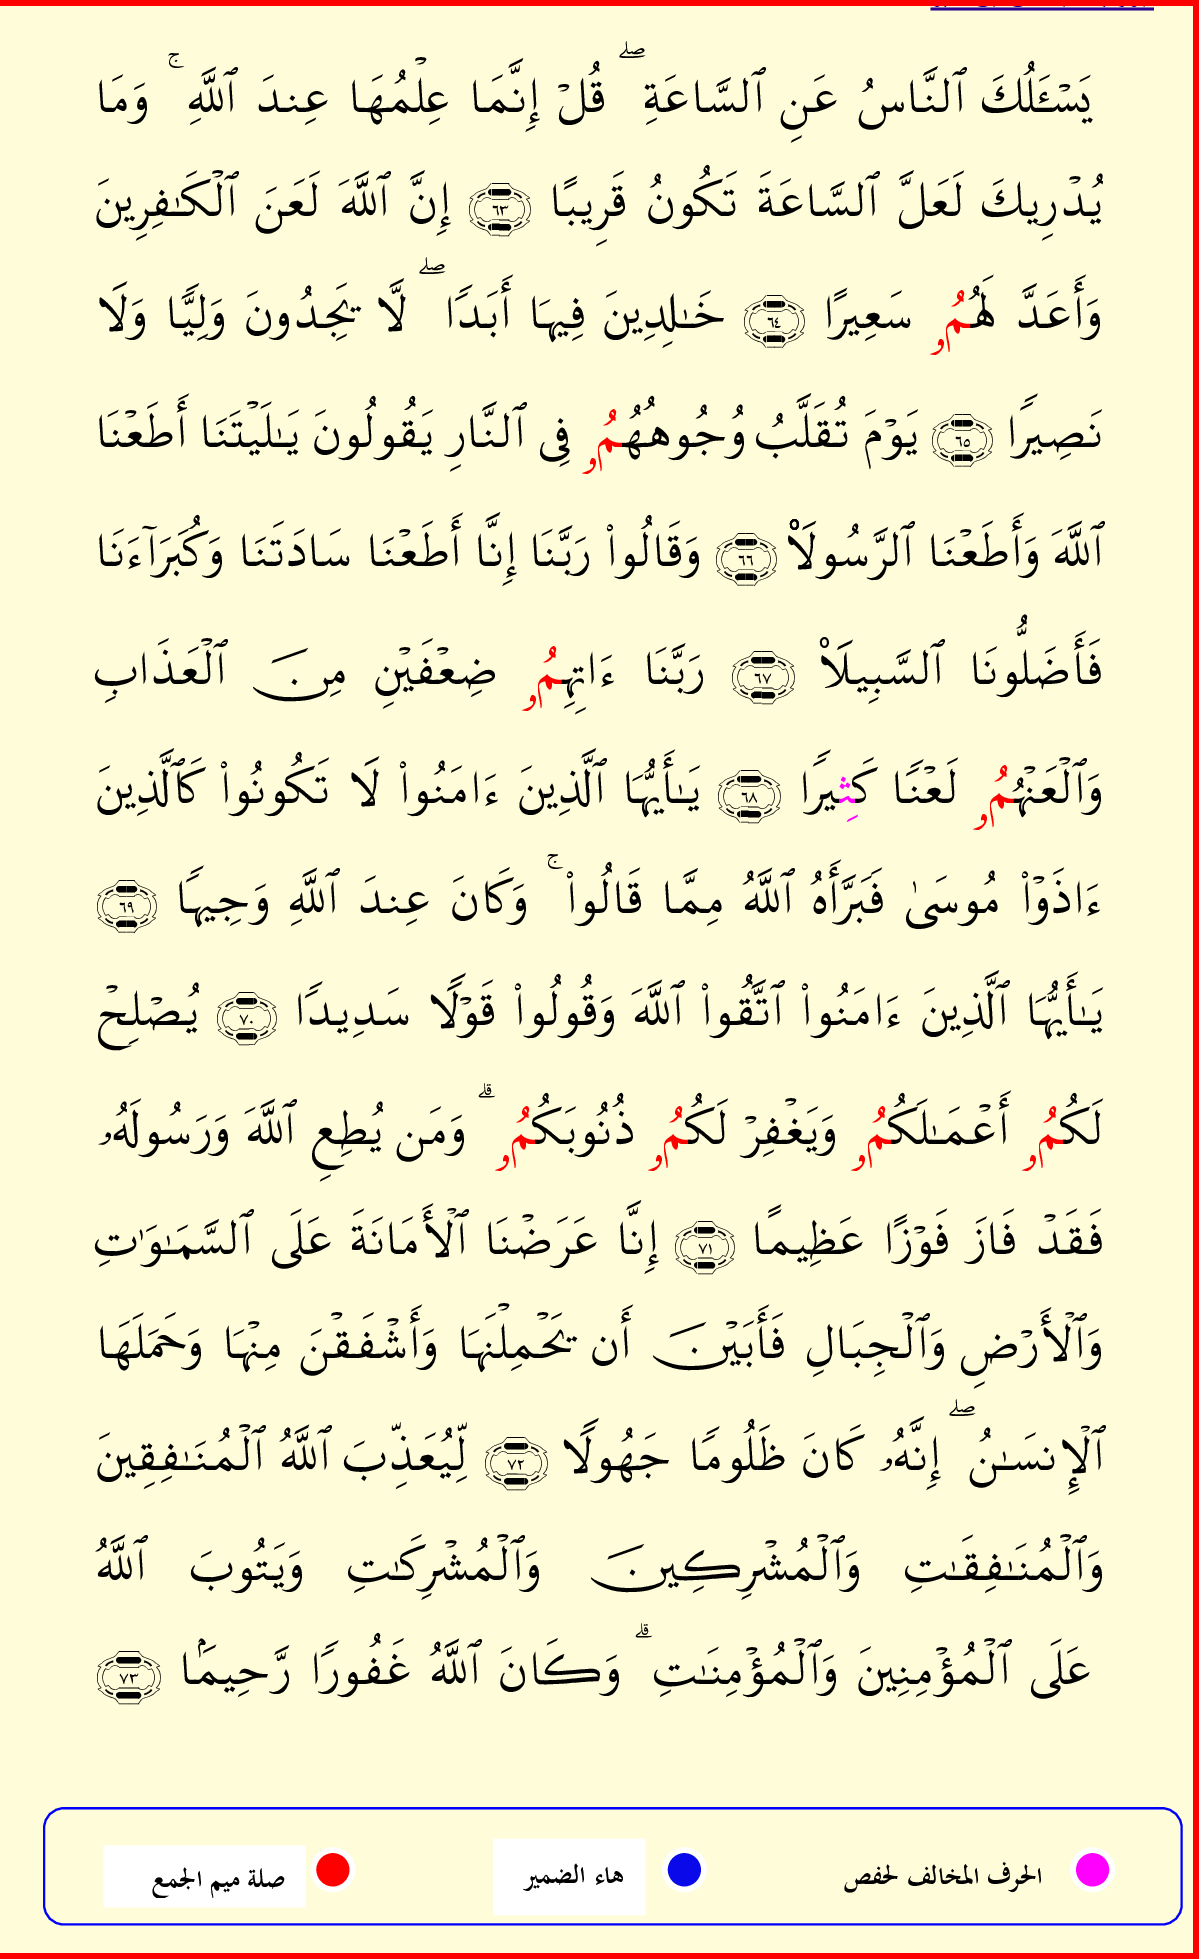 يَسْـَٔلُكَ ٱلنَّاسُ عَنِ ٱلسَّاعَةِ ۖ قُلْ إِنَّمَا عِلْمُهَا عِندَ ٱللَّهِ ۚ وَمَا
يُدْرِيكَ لَعَلَّ ٱلسَّاعَةَ تَكُونُ قَرِيبًا ٦٣ إِنَّ ٱللَّهَ لَعَنَ ٱلْكَـٰفِرِينَ
وَأَعَدَّ لَهُمُۥ سَعِيرًا ٦٤ خَـٰلِدِينَ فِيهَا أَبَدًا ۖ لَّا يَجِدُونَ وَلِيًّا وَلَا
نَصِيرًا ٦٥ يَوْمَ تُقَلَّبُ وُجُوهُهُمُۥ فِى ٱلنَّارِ يَقُولُونَ يَـٰلَيْتَنَا أَطَعْنَا
ٱللَّهَ وَأَطَعْنَا ٱلرَّسُولَا۠ ٦٦ وَقَالُوا۟ رَبَّنَا إِنَّا أَطَعْنَا سَادَتَنَا وَكُبَرَآءَنَا
فَأَضَلُّونَا ٱلسَّبِيلَا۠ ٦٧ رَبَّنَا ءَاتِهِمُۥ ضِعْفَيْنِ مِنَ ٱلْعَذَابِ
وَٱلْعَنْهُمُۥ لَعْنًا كَثِيرًا ٦٨ يَـٰأَيُّهَا ٱلَّذِينَ ءَامَنُوا۟ لَا تَكُونُوا۟ كَٱلَّذِينَ
ءَاذَوْا۟ مُوسَىٰ فَبَرَّأَهُ ٱللَّهُ مِمَّا قَالُوا۟ ۚ وَكَانَ عِندَ ٱللَّهِ وَجِيهًا ٦٩
يَـٰأَيُّهَا ٱلَّذِينَ ءَامَنُوا۟ ٱتَّقُوا۟ ٱللَّهَ وَقُولُوا۟ قَوْلًا سَدِيدًا ٧٠ يُصْلِحْ
لَكُمُۥ أَعْمَـٰلَكُمُۥ وَيَغْفِرْ لَكُمُۥ ذُنُوبَكُمُۥ ۗ وَمَن يُطِعِ ٱللَّهَ وَرَسُولَهُۥ
فَقَدْ فَازَ فَوْزًا عَظِيمًا ٧١ إِنَّا عَرَضْنَا ٱلْأَمَانَةَ عَلَى ٱلسَّمَـٰوَٰتِ
وَٱلْأَرْضِ وَٱلْجِبَالِ فَأَبَيْنَ أَن يَحْمِلْنَهَا وَأَشْفَقْنَ مِنْهَا وَحَمَلَهَا
ٱلْإِنسَـٰنُ ۖ إِنَّهُۥ كَانَ ظَلُومًا جَهُولًا ٧٢ لِّيُعَذِّبَ ٱللَّهُ ٱلْمُنَـٰفِقِينَ
وَٱلْمُنَـٰفِقَـٰتِ وَٱلْمُشْرِكِينَ وَٱلْمُشْرِكَـٰتِ وَيَتُوبَ ٱللَّهُ
عَلَى ٱلْمُؤْمِنِينَ وَٱلْمُؤْمِنَـٰتِ ۗ وَكَانَ ٱللَّهُ غَفُورًا رَّحِيمًۢا ٧٣
الحرف المخالف لحفص هاء الضمير صلة ميم الجمع